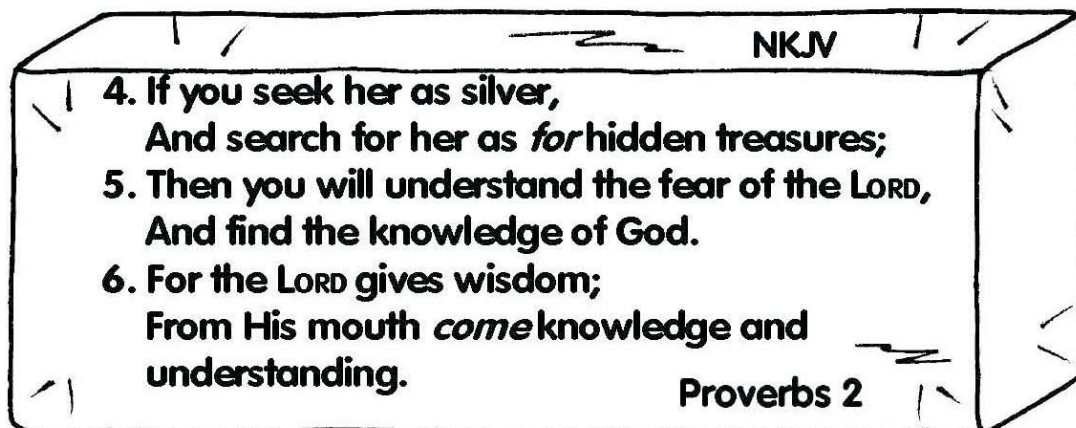 NKJV
4. If you seek her as silver,
And search for her as for hidden treasures;
5. Then you will understand the fear of the LORD,
And find the knowledge of God.
6. For the LORD gives wisdom;
From His mouth come knowledge and
understanding.
Proverbs 2